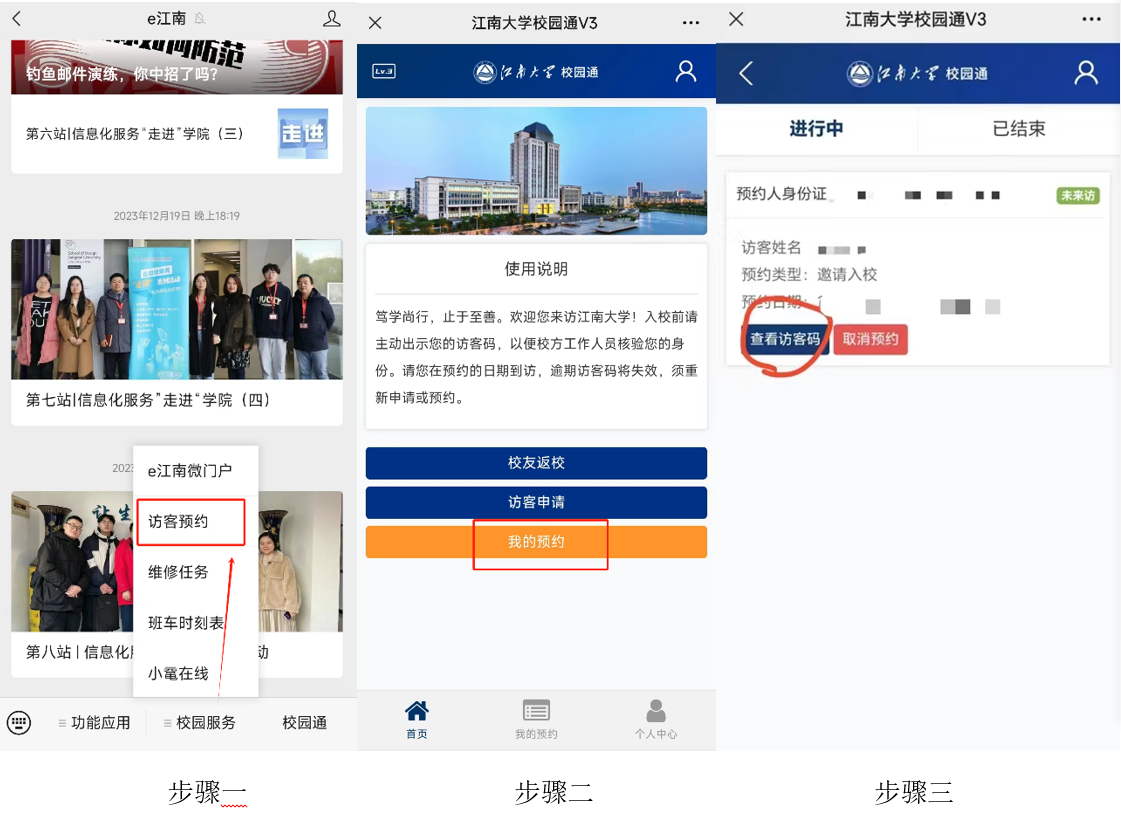 e江南
如何防范
钓鱼邮件演练，你中招了吗？
第六站|信息化服务“走进”学院（三）
走进
2023年12月19日 晚上18:19
第七站|信息化服务”走进“学院（四）
2023
e江南微门户
访客预约
维修任务
班车时刻表
小鼋在线
第八站 | 信息化
动
功能应用
校园服务
校园通
步骤一
江南大学校园通V3
Lv.3
江南大学 校园通
使用说明
笃学尚行，止于至善。欢迎您来访江南大学！入校前请
主动出示您的访客码，以便校方工作人员核验您的身
份。请您在预约的日期到访，逾期访客码将失效，须重
新申请或预约。
校友返校
访客申请
我的预约
首页
我的预约
个人中心
步骤二
江南大学校园通V3
江南大学 校园通
进行中
已结束
预约人身份证
未来访
访客姓名
预约类型：邀请入校
预约日期：
查看访客码
取消预约
步骤三